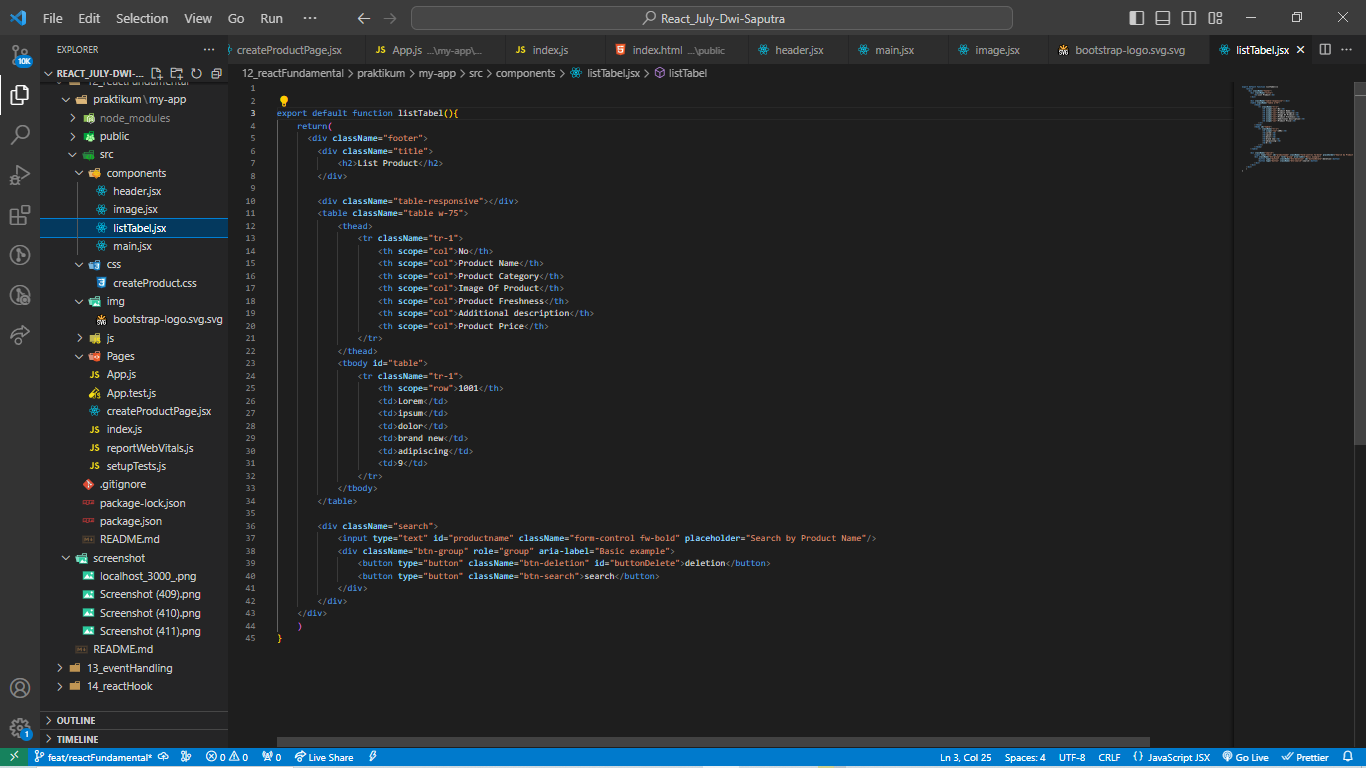 File Edit Selection View Go Run ··· React_July-Dwi-Saputra
10K
EXPLORER
createProductPage.jsx JS App.js ...\my-app\... JS index.js index.html ...\public header.jsx main.jsx image.jsx bootstrap-logo.svg.svg listTabel.jsx
REACT_JULY-DWI-...
12_reactFundamental > praktikum > my-app > src > components > listTabel.jsx > listTabel
12_reactFundamental
praktikum \ my-app
node_modules
public
src
components
header.jsx
image.jsx
listTabel.jsx
main.jsx
css
createProduct.css
img
bootstrap-logo.svg.svg
js
Pages
JS App.js
App.test.js
createProductPage.jsx
JS index.js
JS reportWebVitals.js
JS setupTests.js
.gitignore
package-lock.json
package.json
README.md
screenshot
localhost_3000_.png
Screenshot (409).png
Screenshot (410).png
Screenshot (411).png
README.md
13_eventHandling
14_reactHook
OUTLINE
TIMELINE
1
2
3 export default function listTabel(){
4 return(
5 <div className="footer">
6 <div className="title">
7 <h2>List Product</h2>
8 </div>
9
10 <div className="table-responsive"></div>
11 <table className="table w-75">
12 <thead>
13 <tr className="tr-1">
14 <th scope="col">No</th>
15 <th scope="col">Product Name</th>
16 <th scope="col">Product Category</th>
17 <th scope="col">Image Of Product</th>
18 <th scope="col">Product Freshness</th>
19 <th scope="col">Additional description</th>
20 <th scope="col">Product Price</th>
21 </tr>
22 </thead>
23 <tbody id="table">
24 <tr className="tr-1">
25 <th scope="row">1001</th>
26 <td>Lorem</td>
27 <td>ipsum</td>
28 <td>dolor</td>
29 <td>brand new</td>
30 <td>adipiscing</td>
31 <td>9</td>
32 </tr>
33 </tbody>
34 </table>
35
36 <div className="search">
37 <input type="text" id="productname" className="form-control fw-bold" placeholder="Search by Product Name"/>
38 <div className="btn-group" role="group" aria-label="Basic example">
39 <button type="button" className="btn-deletion" id="buttonDelete">deletion</button>
40 <button type="button" className="btn-search">search</button>
41 </div>
42 </div>
43 </div>
44 )
45 }
1
feat/reactFundamental* 0 0 0 Live Share Ln 3, Col 25 Spaces: 4 UTF-8 CRLF {} JavaScript JSX Go Live Prettier